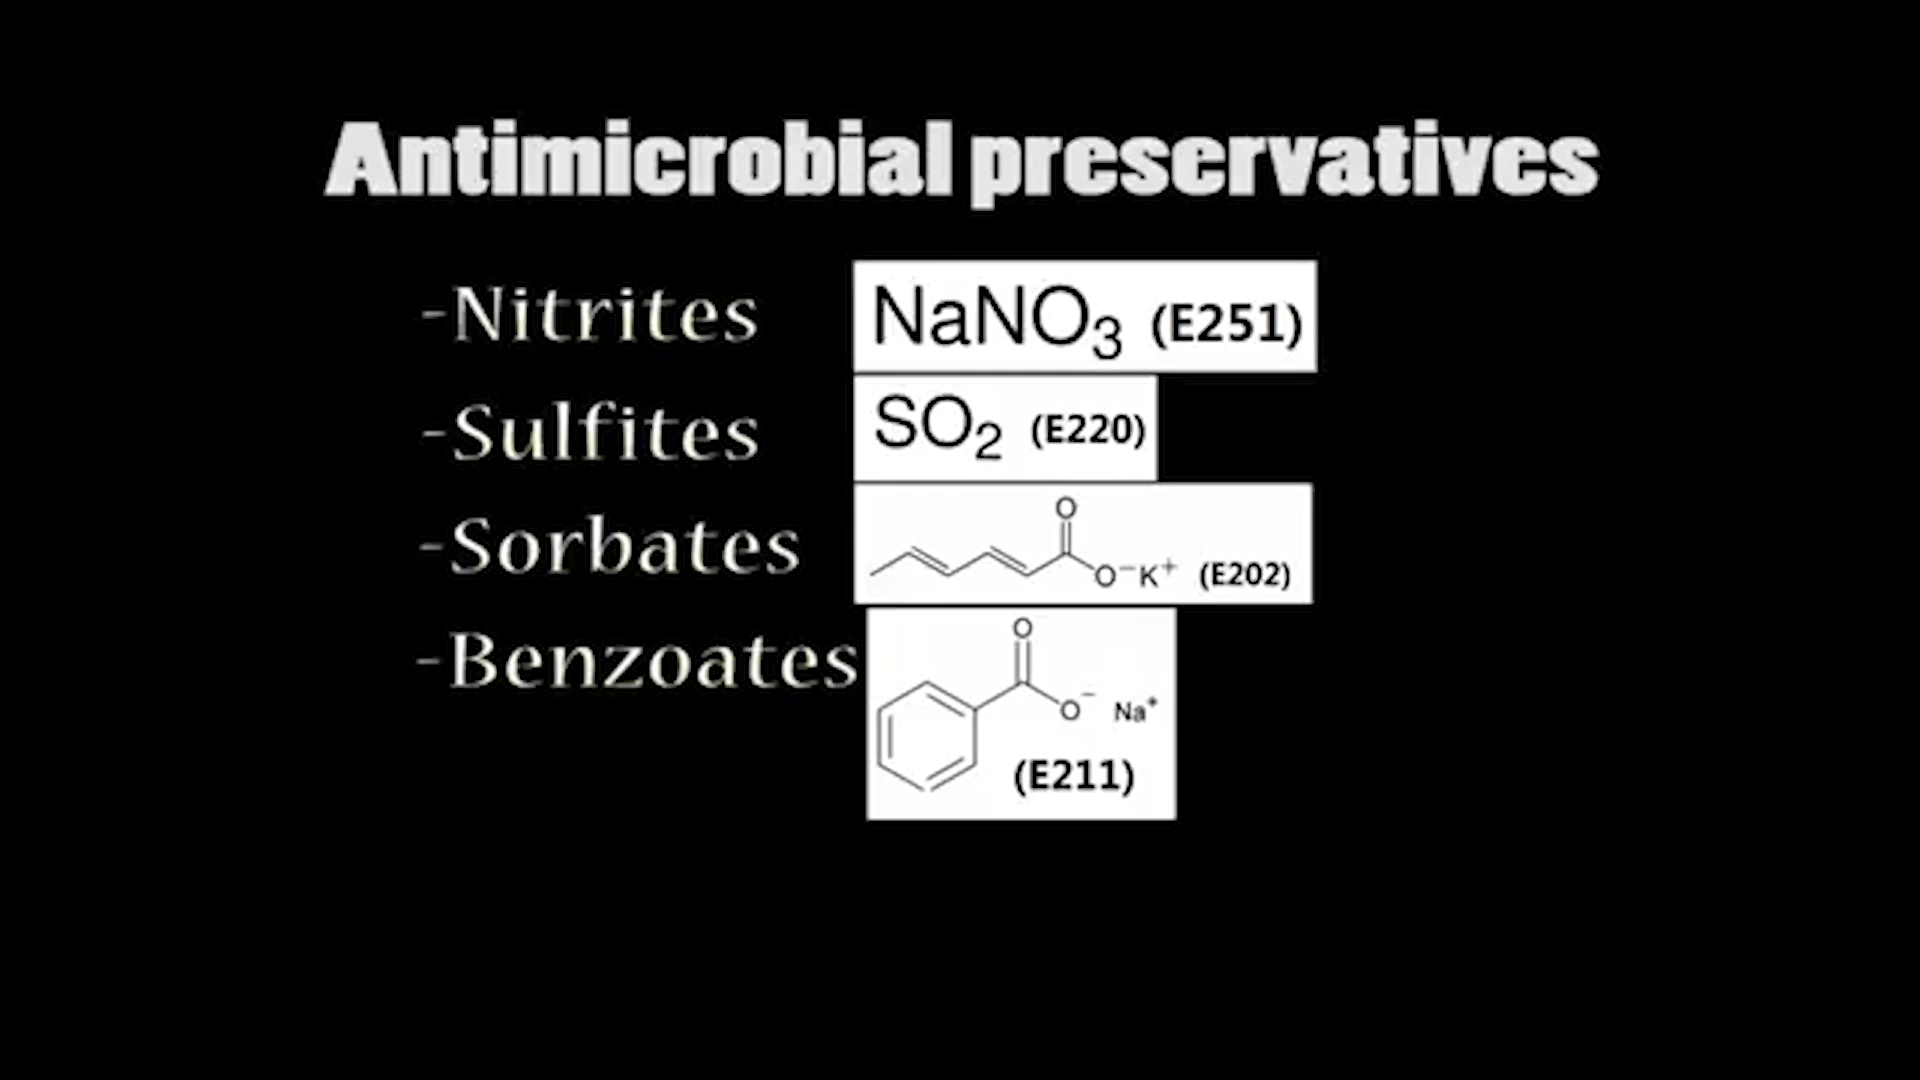 Antimicrobial preservatives
-Nitrites NaNO₃ (E251)
-Sulfites SO₂ (E220)
-Sorbates O O⁻K⁺ (E202)
-Benzoates O O⁻ Na⁺
(E211)